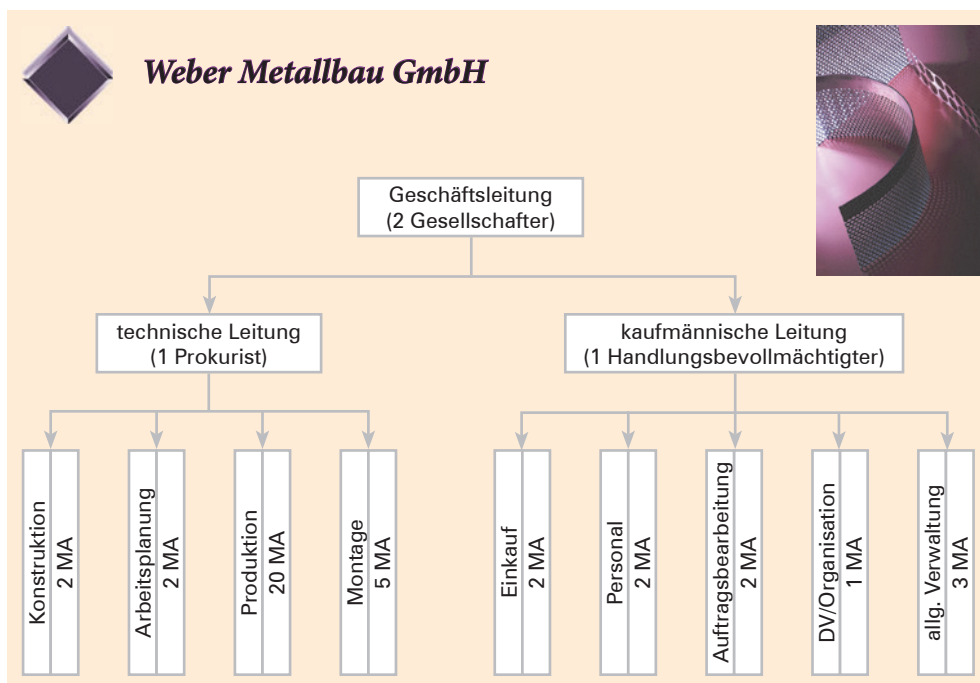 Weber Metallbau GmbH
Geschäftsleitung
(2 Gesellschafter)
technische Leitung
(1 Prokurist)
kaufmännische Leitung
(1 Handlungsbevollmächtigter)
Konstruktion
2 MA
Arbeitsplanung
2 MA
Produktion
20 MA
Montage
5 MA
Einkauf
2 MA
Personal
2 MA
Auftragsbearbeitung
2 MA
DV/Organisation
1 MA
allg. Verwaltung
3 MA